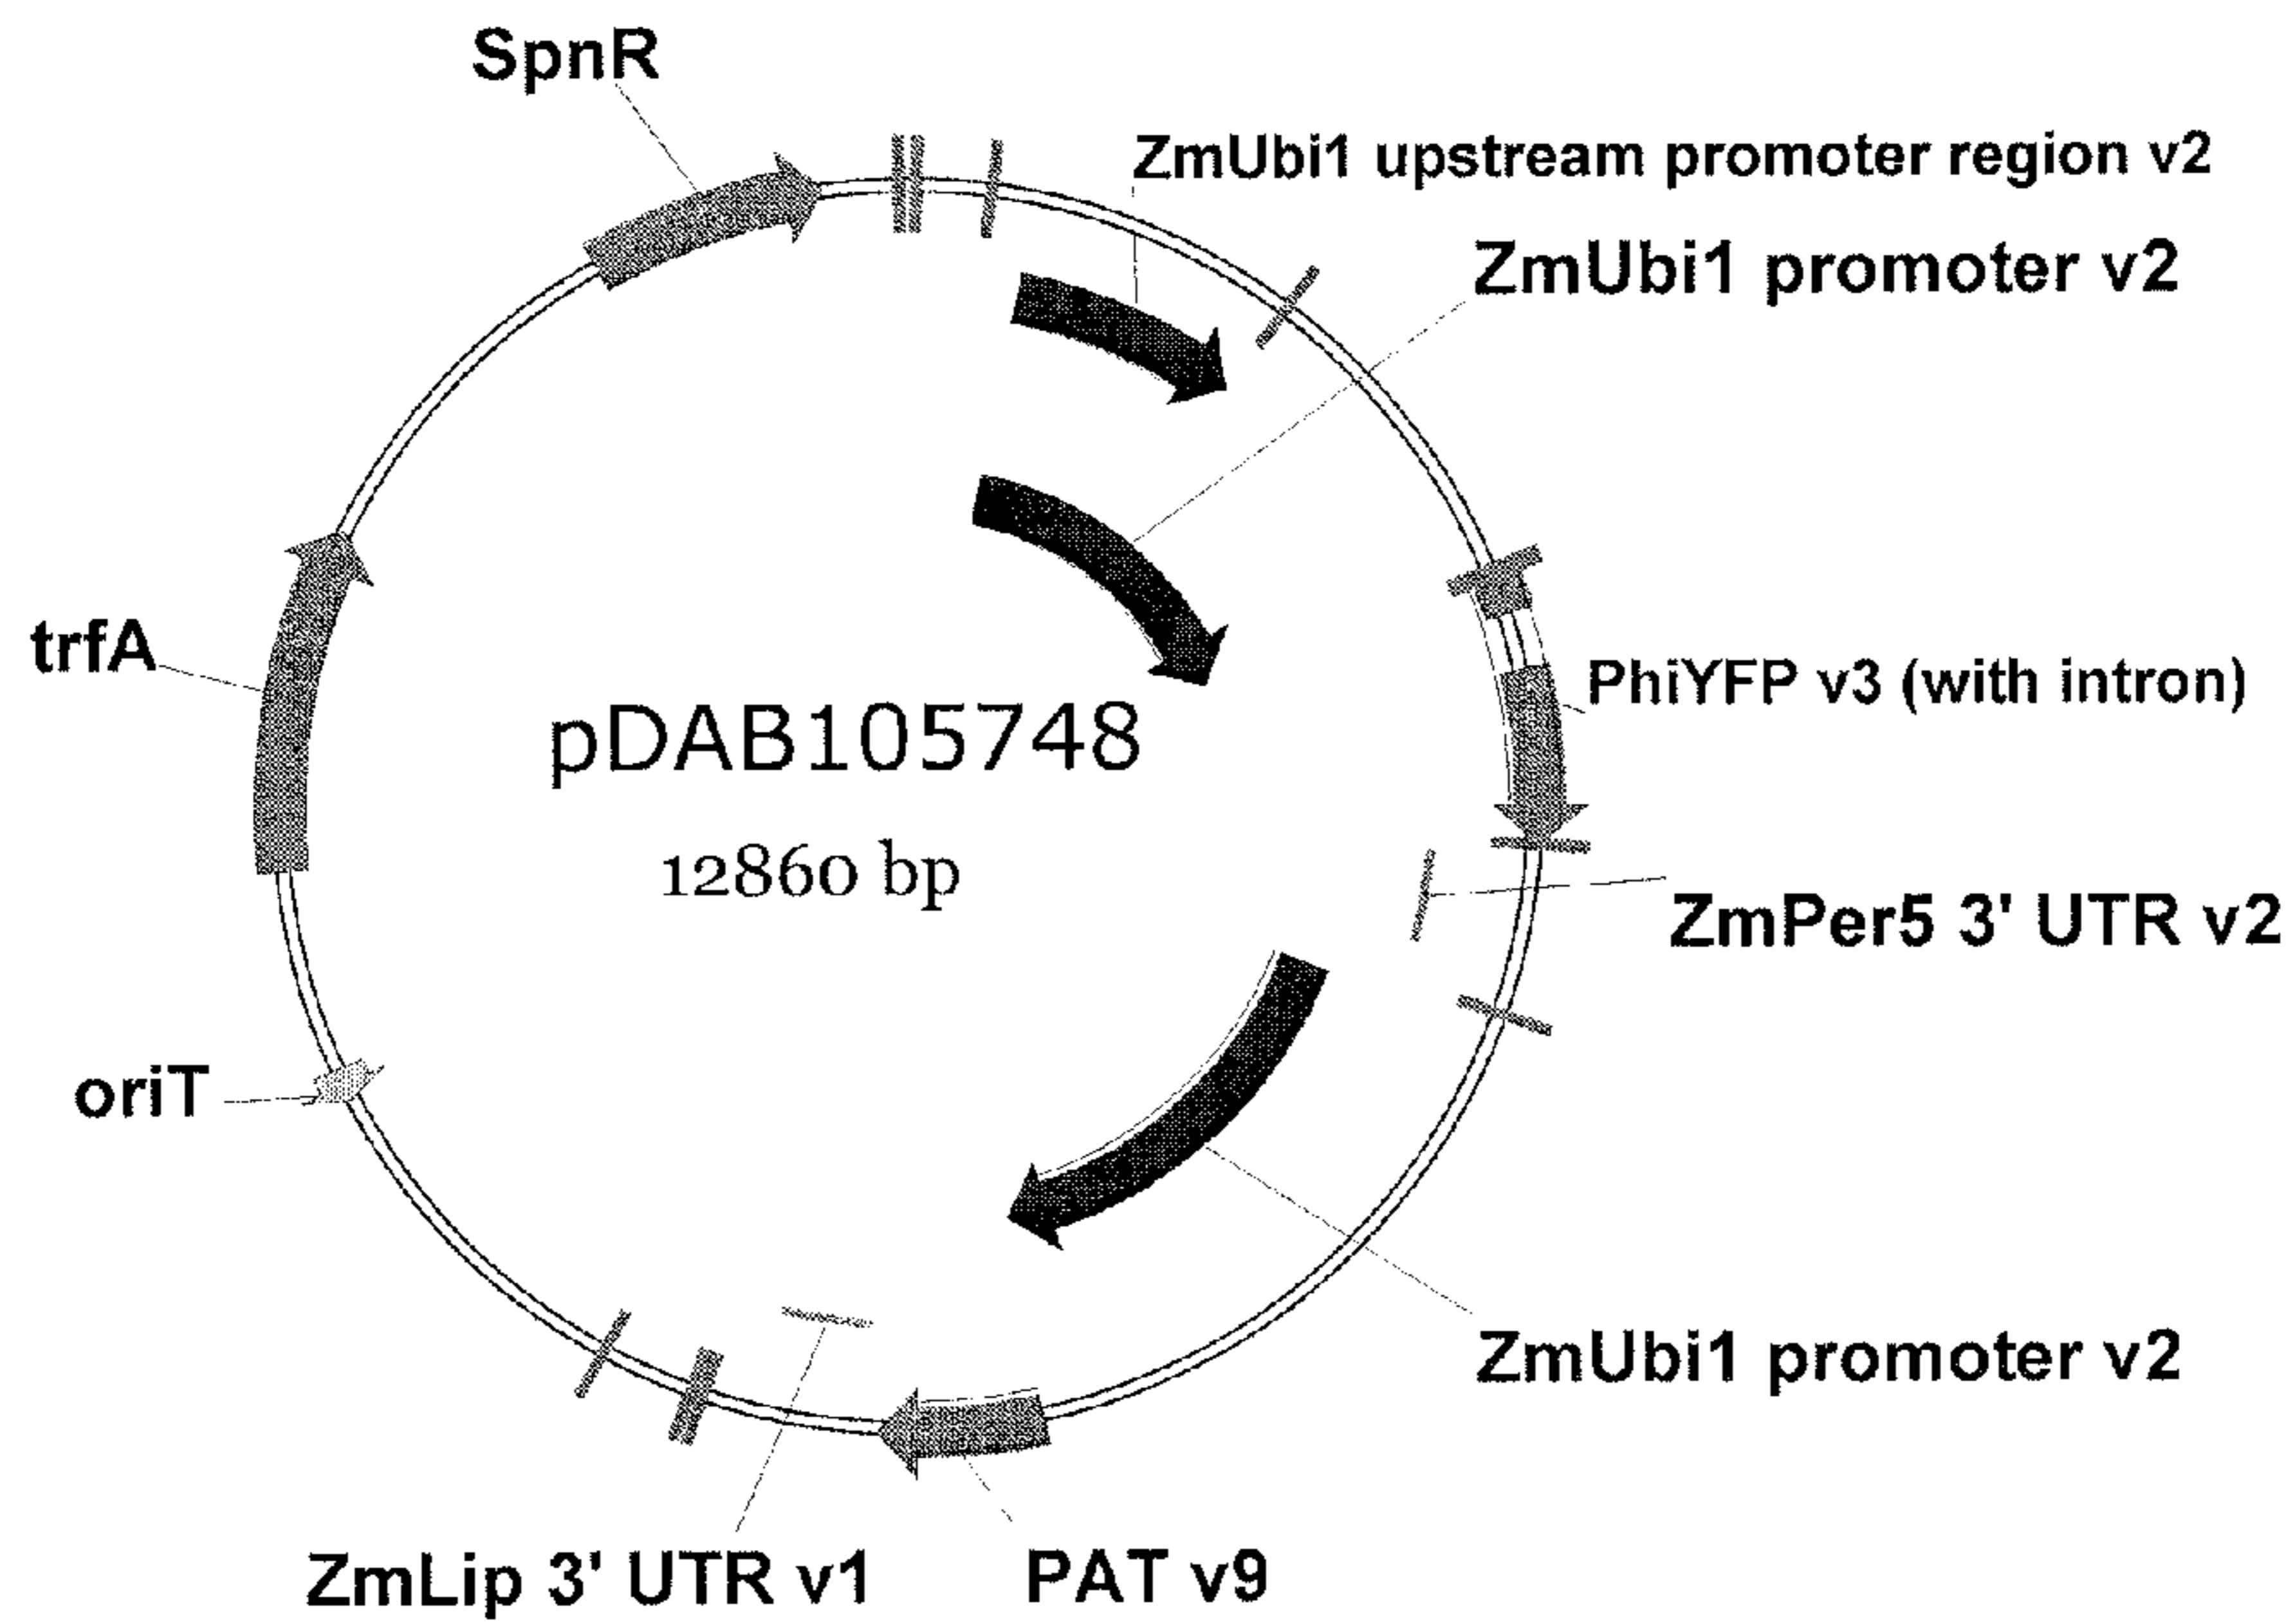 SpnR
ZmUbi1 upstream promoter region v2
ZmUbi1 promoter v2
trfA
PhiYFP v3 (with intron)
pDAB105748
12860 bp
ZmPer5 3' UTR v2
oriT
ZmUbi1 promoter v2
ZmLip 3' UTR v1
PAT v9